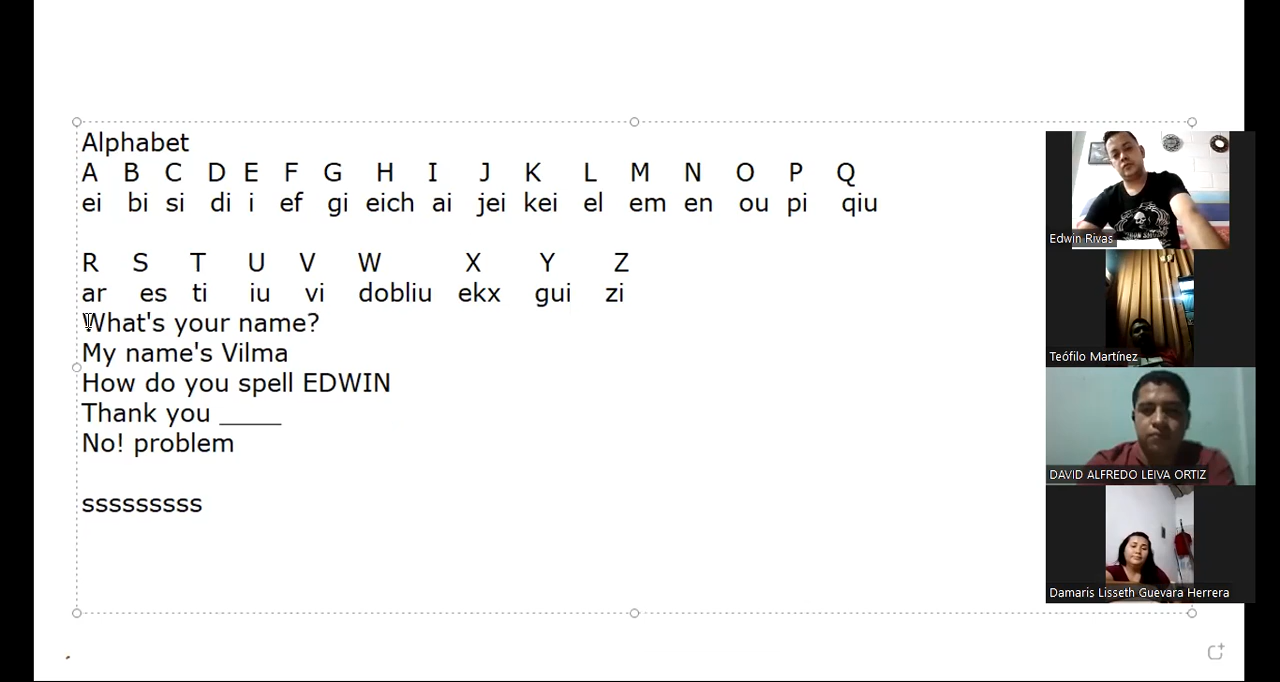 Alphabet
A B C D E F G H I J K L M N O P Q
ei bi si di i ef gi eich ai jei kei el em en ou pi qiu
R S T U V W X Y Z
ar es ti iu vi dobliu ekx gui zi
What's your name?
My name's Vilma
How do you spell EDWIN
Thank you _____
No! problem
sssssssss
Edwin Rivas
Teófilo Martínez
DAVID ALFREDO LEIVA ORTIZ
Damaris Lisseth Guevara Herrera